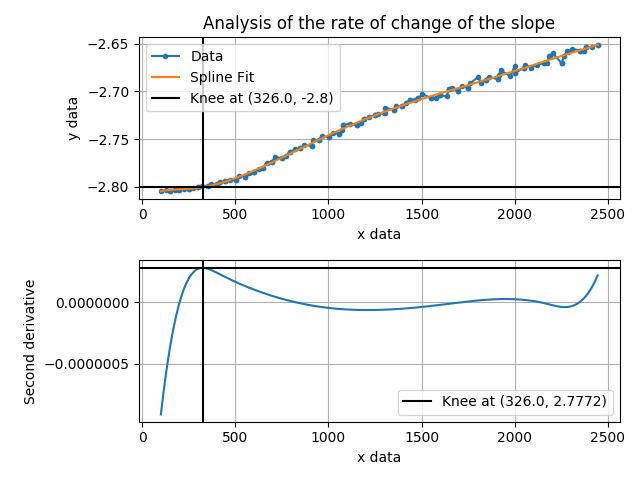 Analysis of the rate of change of the slope
−2.65
−2.70
−2.75
−2.80
y data
Data
Spline Fit
Knee at (326.0, -2.8)
0
500
1000
1500
2000
2500
x data
0.0000000
−0.0000005
Second derivative
Knee at (326.0, 2.7772)
0
500
1000
1500
2000
2500
x data